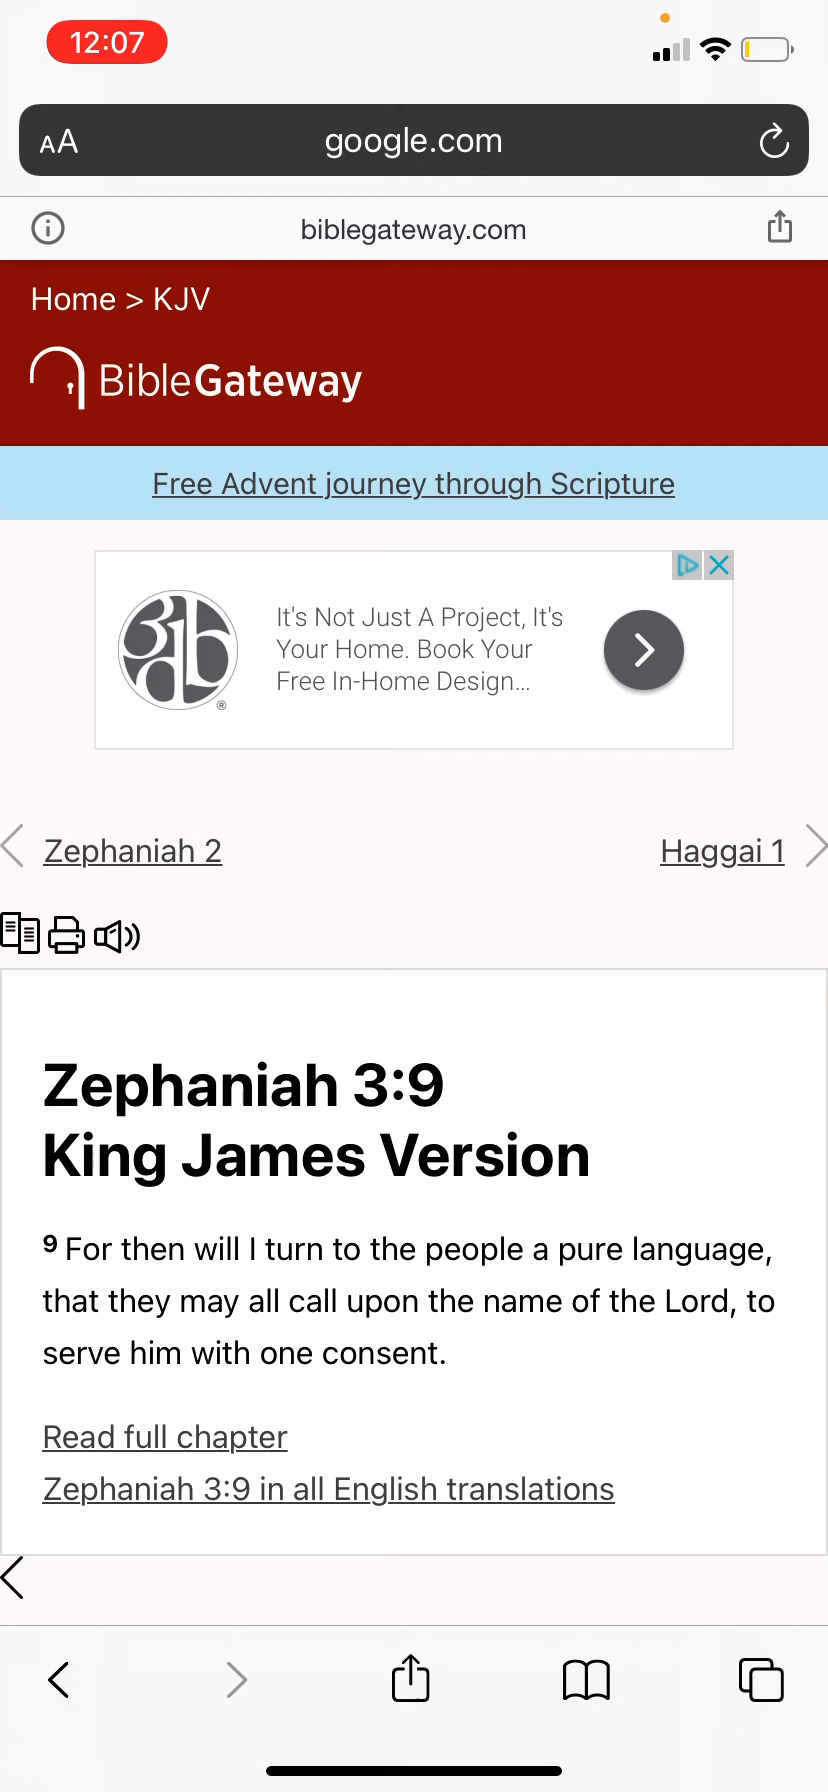 12:07
AA
google.com
biblegateway.com
Home > KJV
BibleGateway
Free Advent journey through Scripture
31db
®
It's Not Just A Project, It's
Your Home. Book Your
Free In-Home Design...
Zephaniah 2
Haggai 1
Zephaniah 3:9
King James Version
9 For then will I turn to the people a pure language,
that they may all call upon the name of the Lord, to
serve him with one consent.
Read full chapter
Zephaniah 3:9 in all English translations